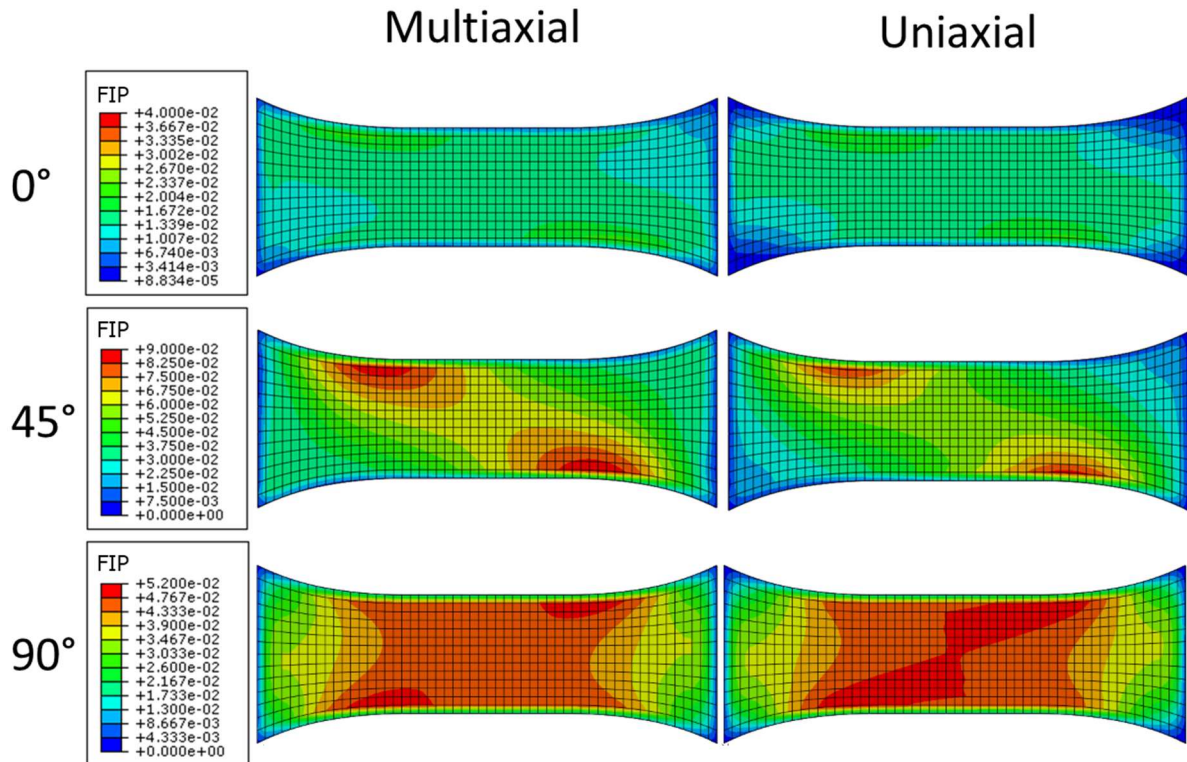 Multiaxial Uniaxial
0°
FIP
+4.000e-02
+3.667e-02
+3.335e-02
+3.002e-02
+2.670e-02
+2.337e-02
+2.004e-02
+1.672e-02
+1.339e-02
+1.007e-02
+6.740e-03
+3.414e-03
+8.834e-05
45°
FIP
+9.000e-02
+8.250e-02
+7.500e-02
+6.750e-02
+6.000e-02
+5.250e-02
+4.500e-02
+3.750e-02
+3.000e-02
+2.250e-02
+1.500e-02
+7.500e-03
+0.000e+00
90°
FIP
+5.200e-02
+4.767e-02
+4.333e-02
+3.900e-02
+3.467e-02
+3.033e-02
+2.600e-02
+2.167e-02
+1.733e-02
+1.300e-02
+8.667e-03
+4.333e-03
+0.000e+00